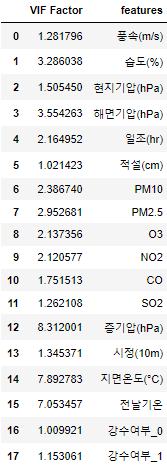 VIF Factor features
0 1.281796 풍속(m/s)
1 3.286038 습도(%)
2 1.505450 현지기압(hPa)
3 3.554263 해면기압(hPa)
4 2.164952 일조(hr)
5 1.021423 적설(cm)
6 2.386740 PM10
7 2.952681 PM2.5
8 2.137356 O3
9 2.120577 NO2
10 1.751513 CO
11 1.262108 SO2
12 8.312001 증기압(hPa)
13 1.345371 시정(10m)
14 7.892783 지면온도(°C)
15 7.053457 전날기온
16 1.009921 강수여부_0
17 1.153061 강수여부_1